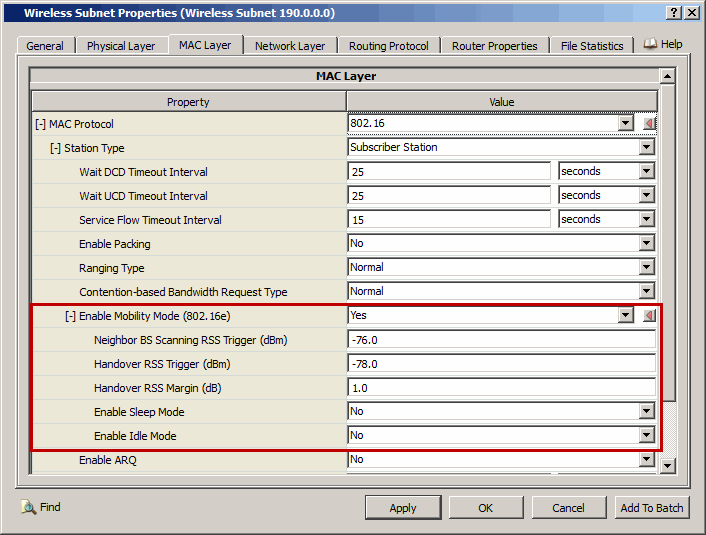 Wireless Subnet Properties (Wireless Subnet 190.0.0.0)
General Physical Layer MAC Layer Network Layer Routing Protocol Router Properties File Statistics Help
MAC Layer
Property Value
[-] MAC Protocol 802.16
[-] Station Type Subscriber Station
Wait DCD Timeout Interval 25 seconds
Wait UCD Timeout Interval 25 seconds
Service Flow Timeout Interval 15 seconds
Enable Packing No
Ranging Type Normal
Contention-based Bandwidth Request Type Normal
[-] Enable Mobility Mode (802.16e) Yes
Neighbor BS Scanning RSS Trigger (dBm) -76.0
Handover RSS Trigger (dBm) -78.0
Handover RSS Margin (dB) 1.0
Enable Sleep Mode No
Enable Idle Mode No
Enable ARQ No
Find Apply OK Cancel Add To Batch